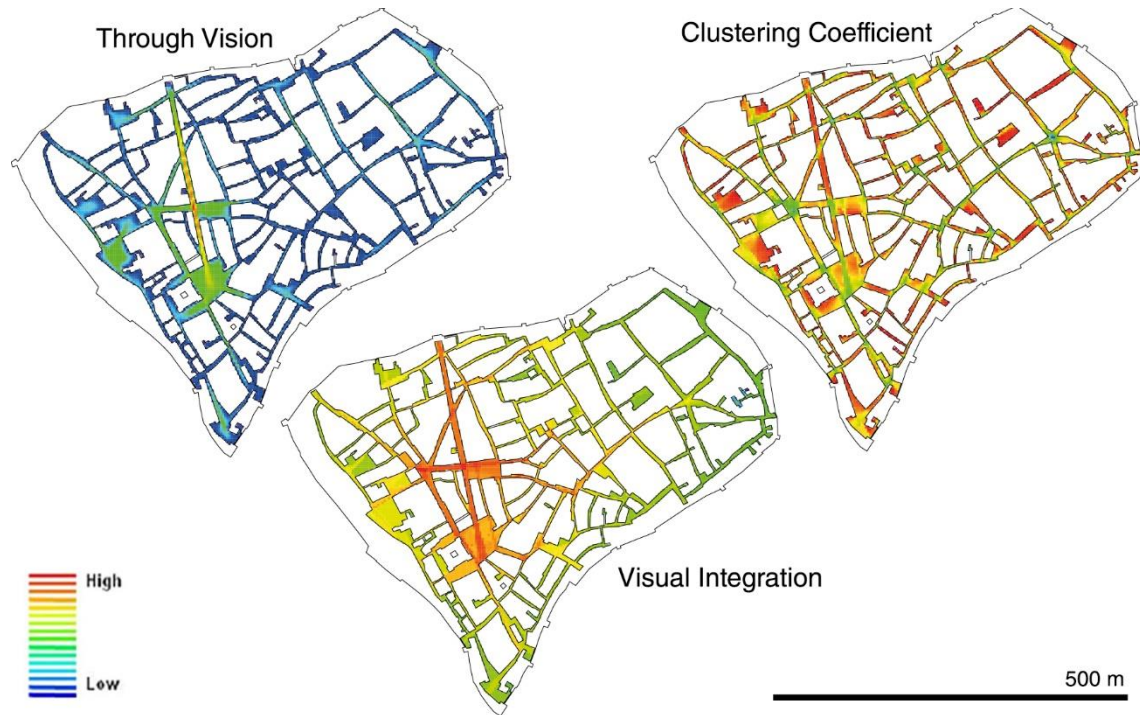 Through Vision
Clustering Coefficient
Visual Integration
High
Low
500 m